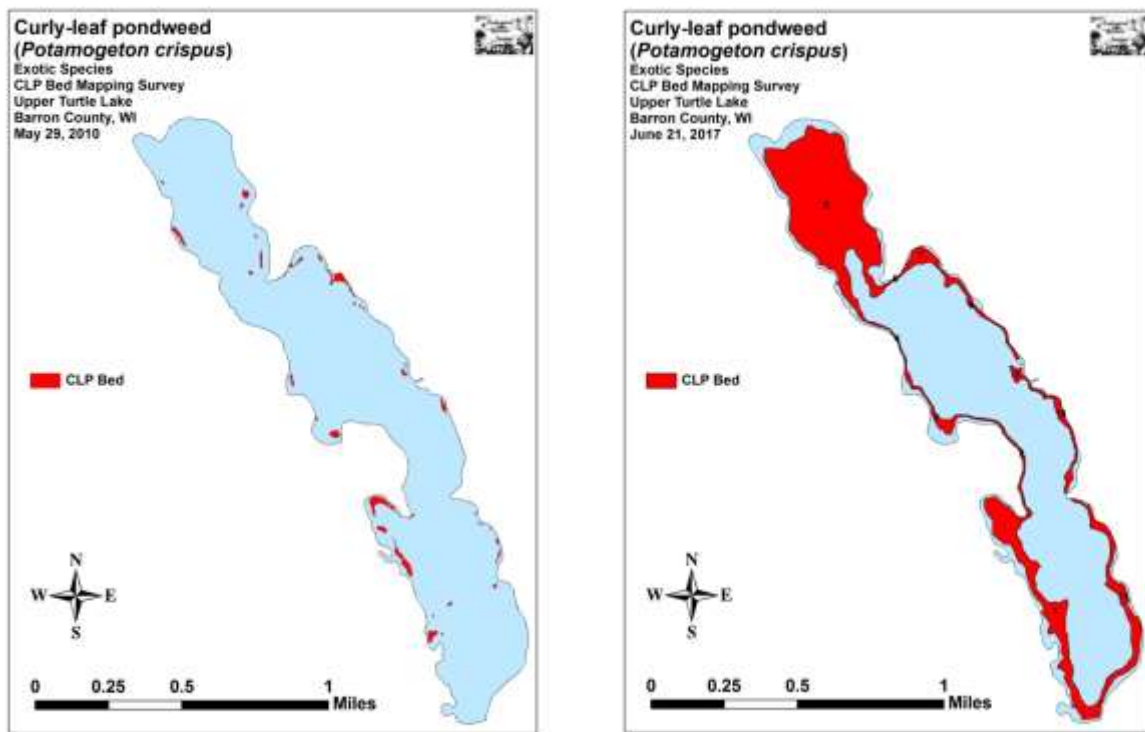 Curly-leaf pondweed
(Potamogeton crispus)
Exotic Species
CLP Bed Mapping Survey
Upper Turtle Lake
Barron County, WI
May 29, 2010
CLP Bed
N
W E
S
0 0.25 0.5 1
Miles
Curly-leaf pondweed
(Potamogeton crispus)
Exotic Species
CLP Bed Mapping Survey
Upper Turtle Lake
Barron County, WI
June 21, 2017
CLP Bed
N
W E
S
0 0.25 0.5 1
Miles